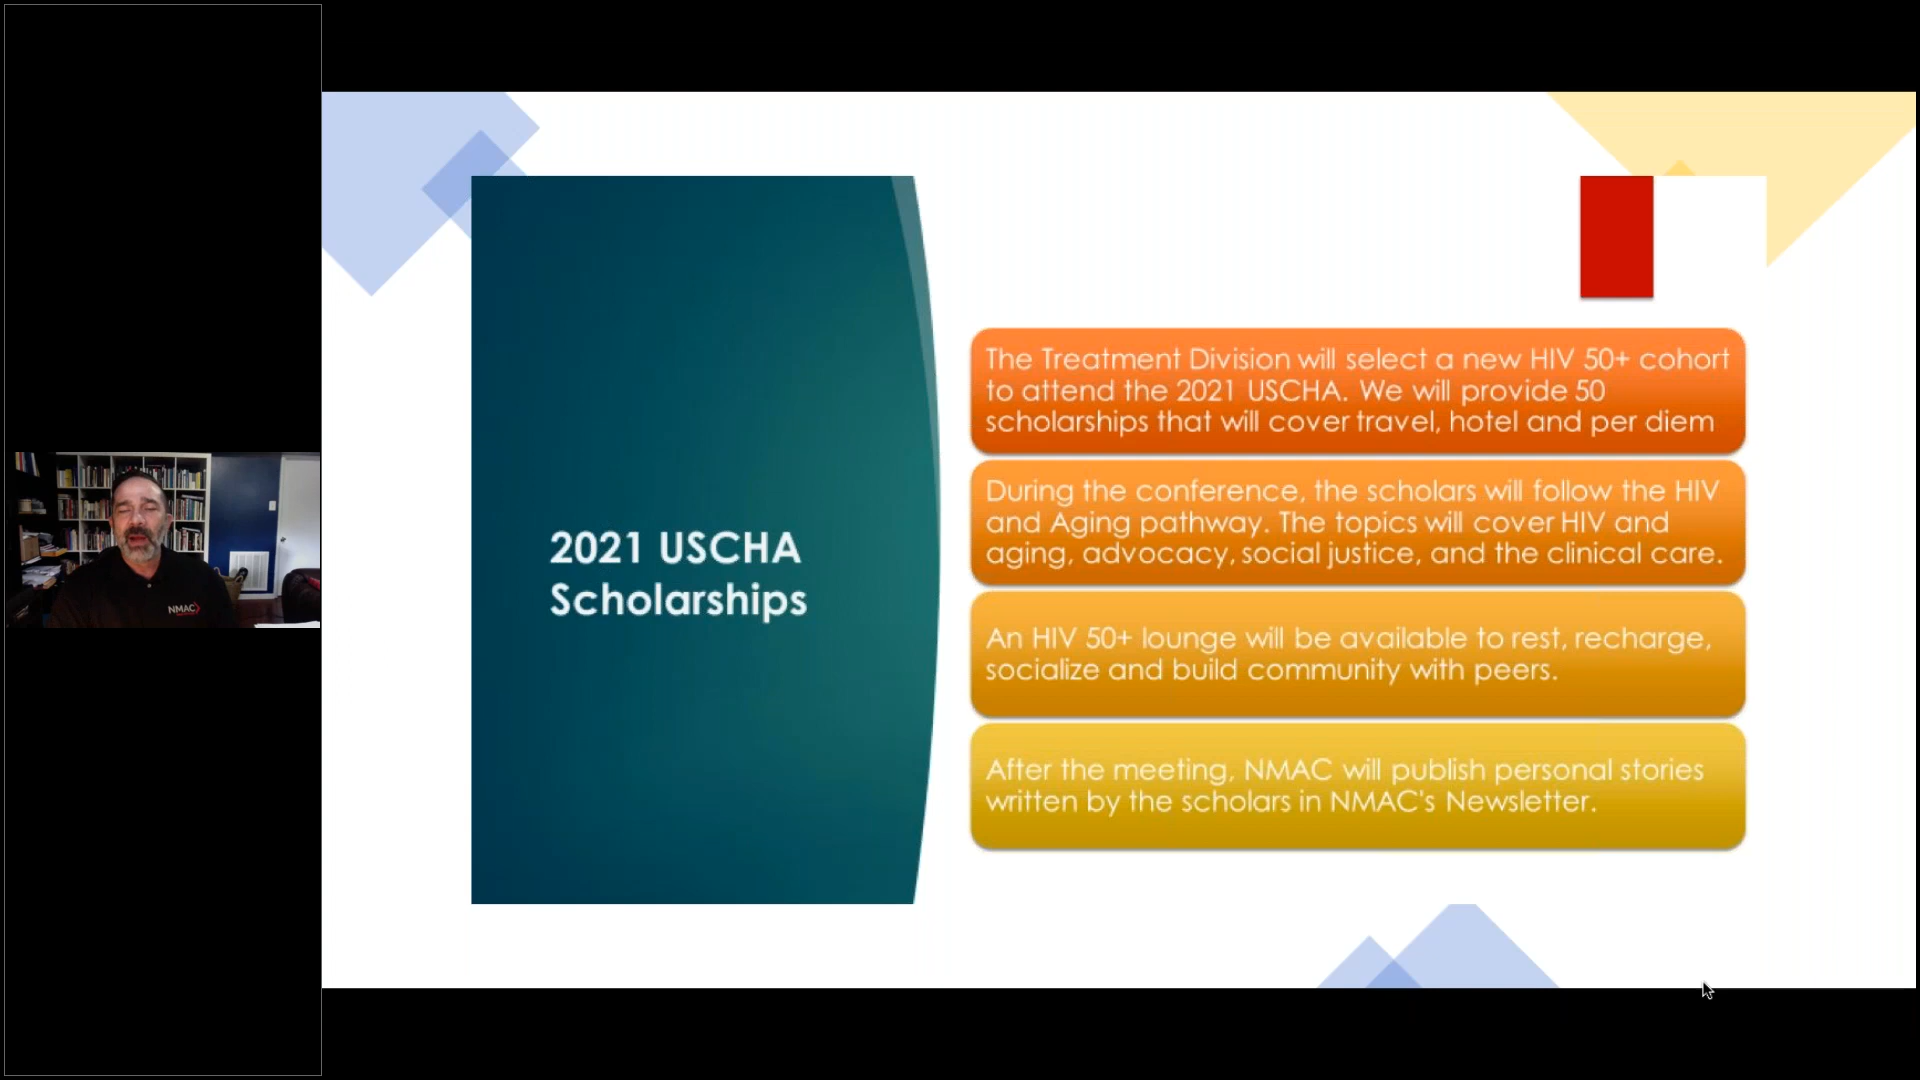 2021 USCHA
Scholarships
The Treatment Division will select a new HIV 50+ cohort
to attend the 2021 USCHA. We will provide 50
scholarships that will cover travel, hotel and per diem
During the conference, the scholars will follow the HIV
and Aging pathway. The topics will cover HIV and
aging, advocacy, social justice, and the clinical care.
An HIV 50+ lounge will be available to rest, recharge,
socialize and build community with peers.
After the meeting, NMAC will publish personal stories
written by the scholars in NMAC's Newsletter.
NMAC